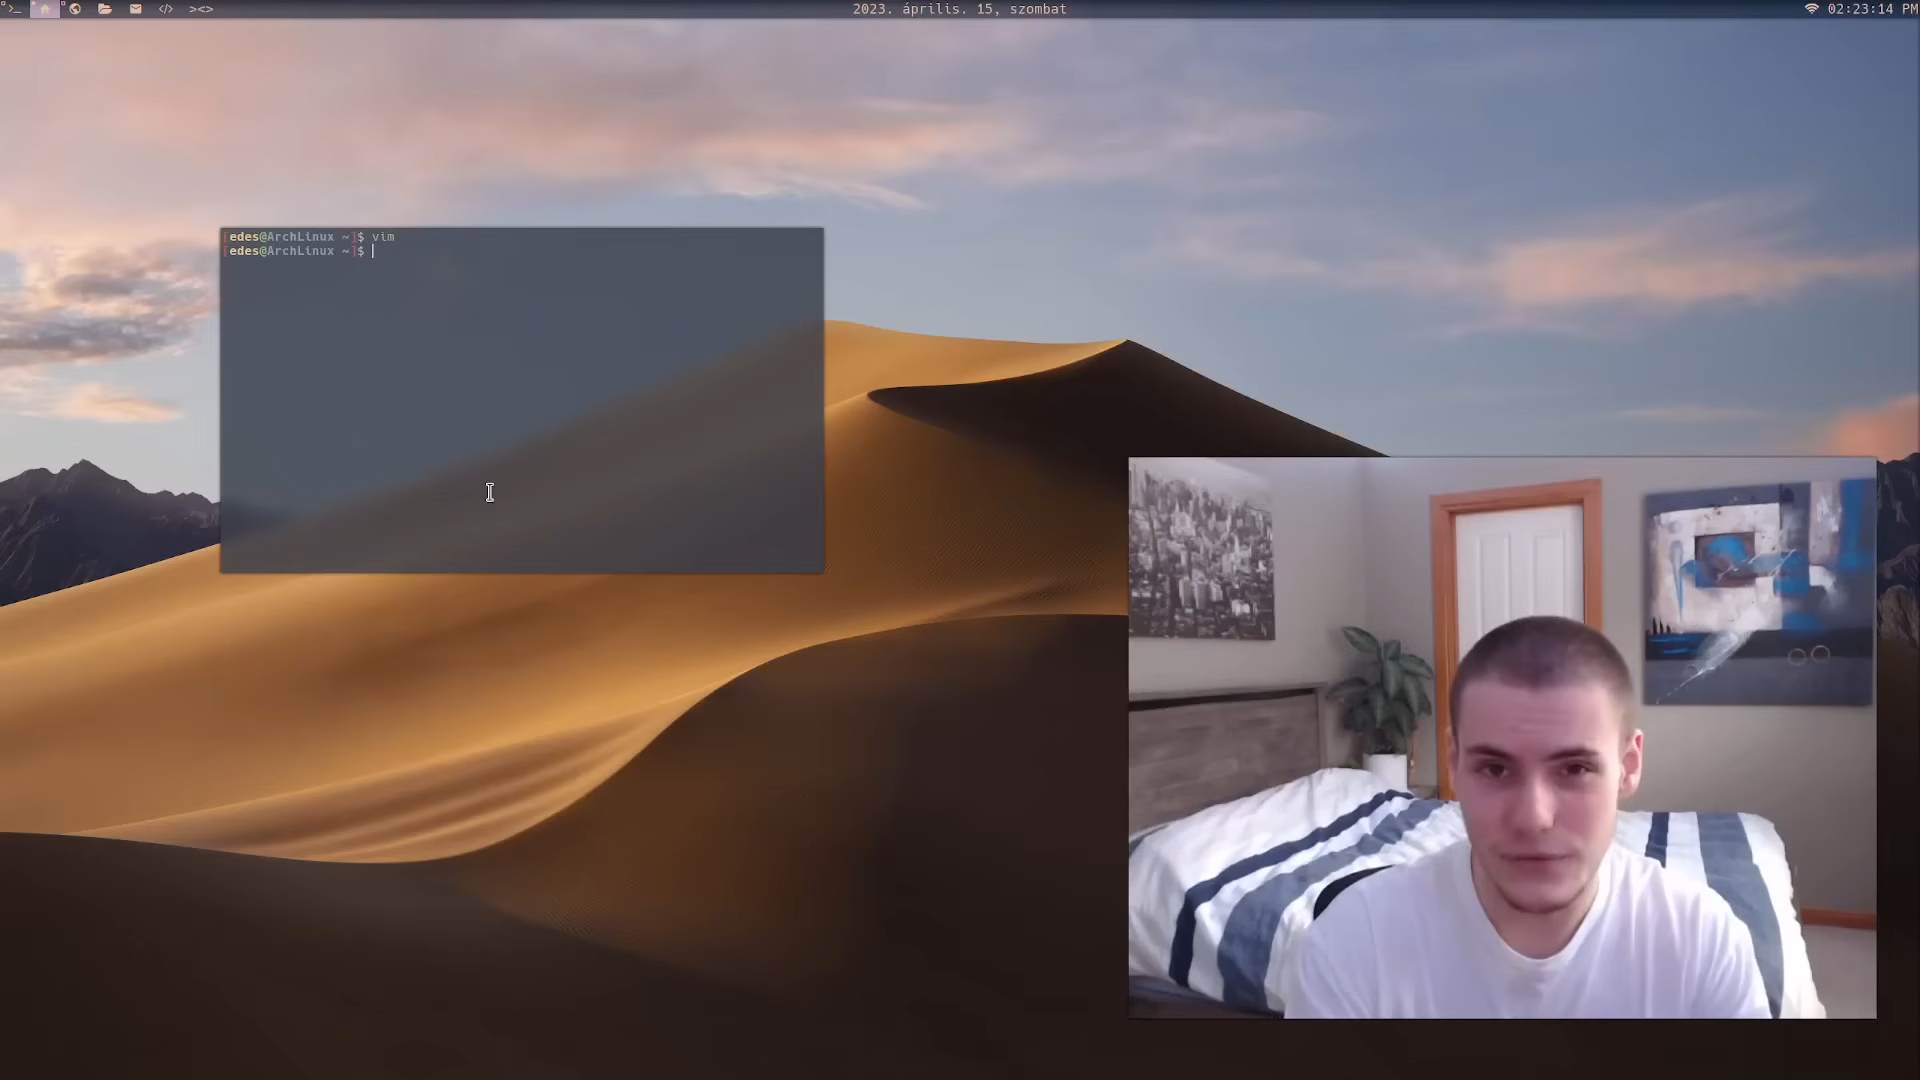 2023. április. 15, szombat
02:23:14 PM
[edes@ArchLinux ~]$ vim
[edes@ArchLinux ~]$